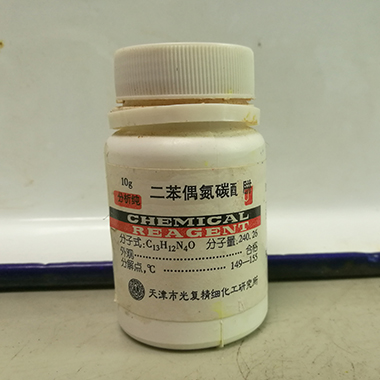 10g
分析纯
二苯偶氮碳酰肼
CHEMICAL
REAGENT
分子式:C₁₃H₁₂N₄O 分子量.240.26
外观 合格
分解点,℃ 149—155
天津市光复精细化工研究所